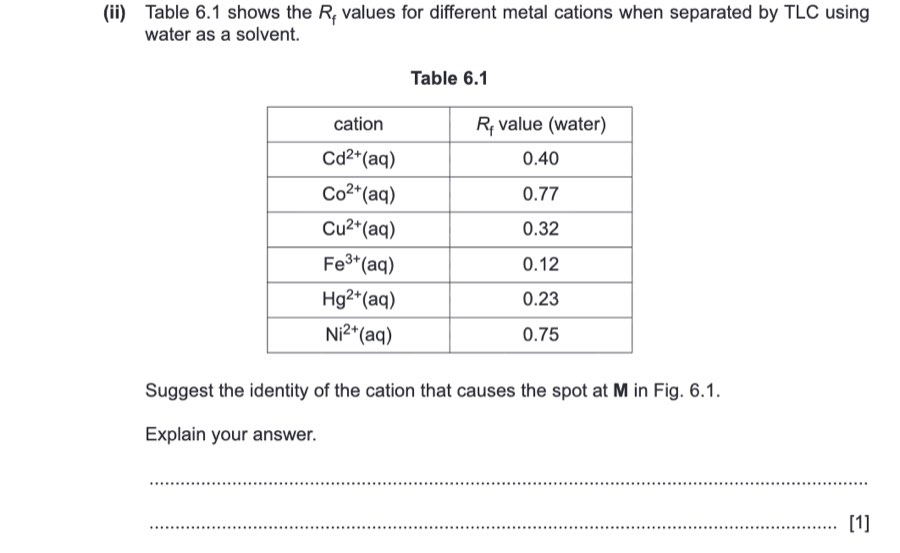 (ii) Table 6.1 shows the Rf values for different metal cations when separated by TLC using
water as a solvent.
Table 6.1
cation Rf value (water)
Cd2+(aq) 0.40
Co2+(aq) 0.77
Cu2+(aq) 0.32
Fe3+(aq) 0.12
Hg2+(aq) 0.23
Ni2+(aq) 0.75
Suggest the identity of the cation that causes the spot at M in Fig. 6.1.
Explain your answer.
[1]